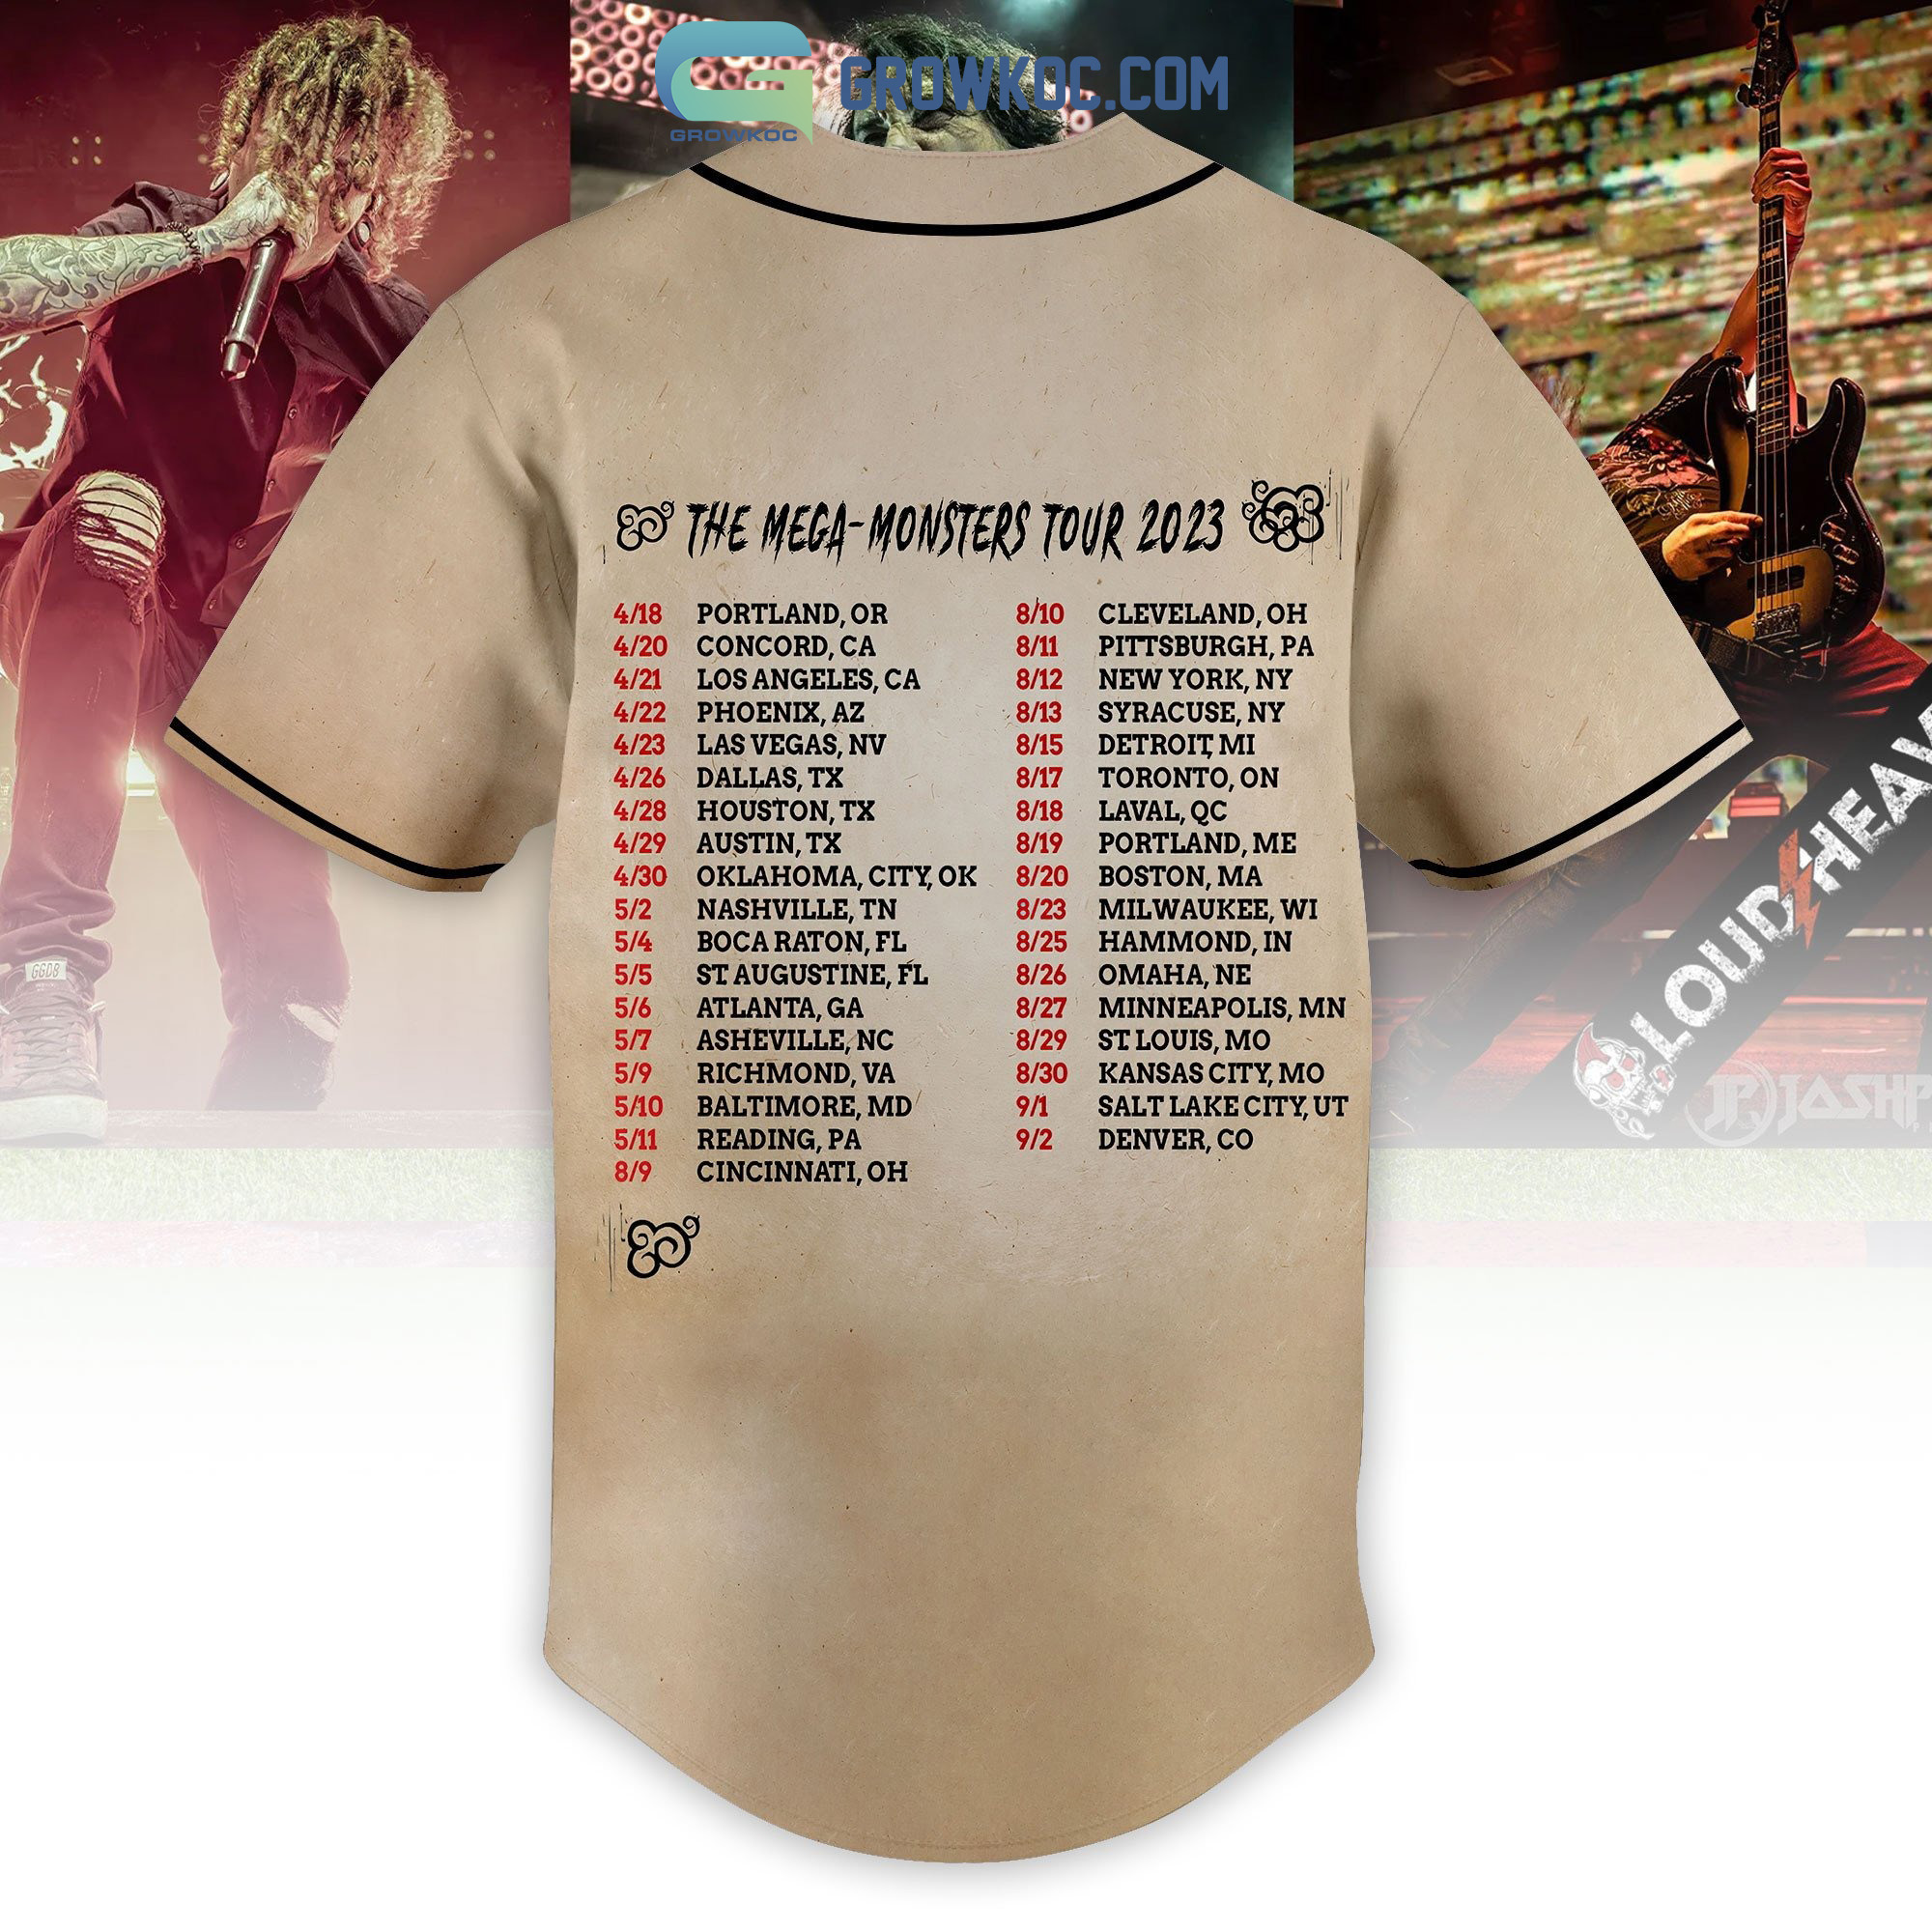 GROWKOC
GROWKOC.COM
THE MEGA-MONSTERS TOUR 2023
4/18 PORTLAND, OR
4/20 CONCORD, CA
4/21 LOS ANGELES, CA
4/22 PHOENIX, AZ
4/23 LAS VEGAS, NV
4/26 DALLAS, TX
4/28 HOUSTON, TX
4/29 AUSTIN, TX
4/30 OKLAHOMA, CITY, OK
5/2 NASHVILLE, TN
5/4 BOCA RATON, FL
5/5 ST AUGUSTINE, FL
5/6 ATLANTA, GA
5/7 ASHEVILLE, NC
5/9 RICHMOND, VA
5/10 BALTIMORE, MD
5/11 READING, PA
8/9 CINCINNATI, OH
8/10 CLEVELAND, OH
8/11 PITTSBURGH, PA
8/12 NEW YORK, NY
8/13 SYRACUSE, NY
8/15 DETROIT, MI
8/17 TORONTO, ON
8/18 LAVAL, QC
8/19 PORTLAND, ME
8/20 BOSTON, MA
8/23 MILWAUKEE, WI
8/25 HAMMOND, IN
8/26 OMAHA, NE
8/27 MINNEAPOLIS, MN
8/29 ST LOUIS, MO
8/30 KANSAS CITY, MO
9/1 SALT LAKE CITY, UT
9/2 DENVER, CO
GGDB
LOUD HEAV
JP JOSHP